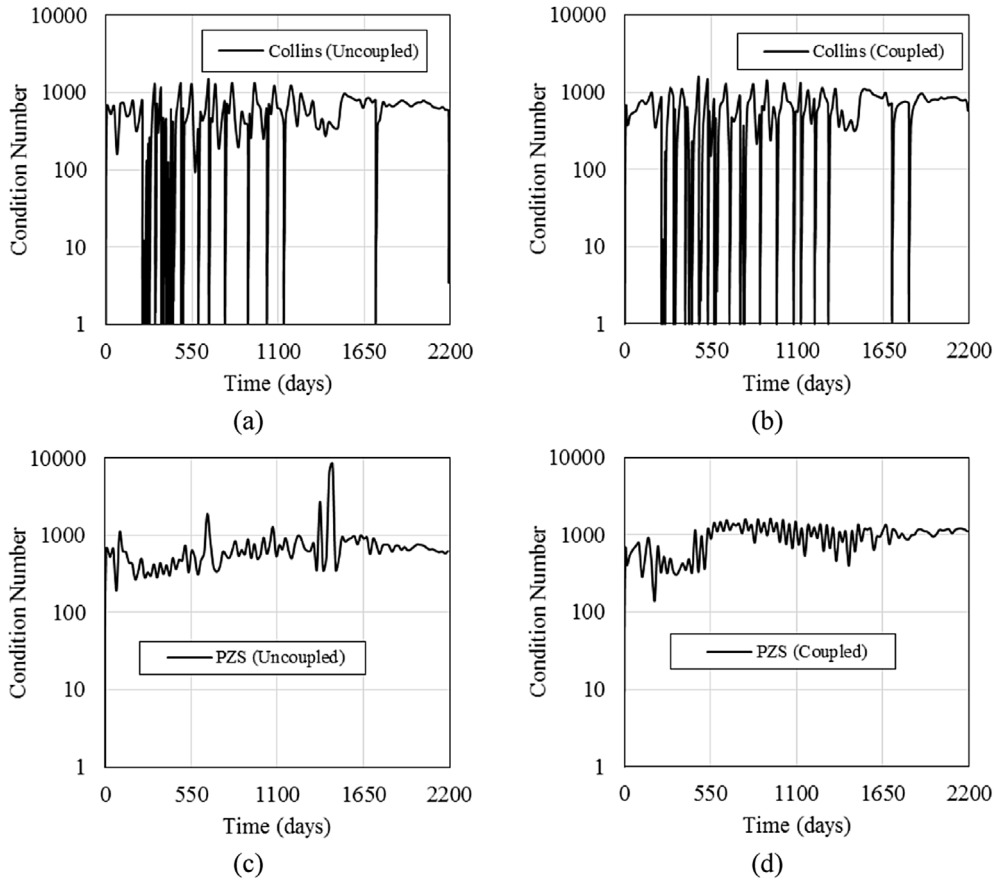 10000
1000
100
10
1
Condition Number
Collins (Uncoupled)
0 550 1100 1650 2200
Time (days)
(a)
10000
1000
100
10
1
Condition Number
Collins (Coupled)
0 550 1100 1650 2200
Time (days)
(b)
10000
1000
100
10
1
Condition Number
PZS (Uncoupled)
0 550 1100 1650 2200
Time (days)
(c)
10000
1000
100
10
1
Condition Number
PZS (Coupled)
0 550 1100 1650 2200
Time (days)
(d)